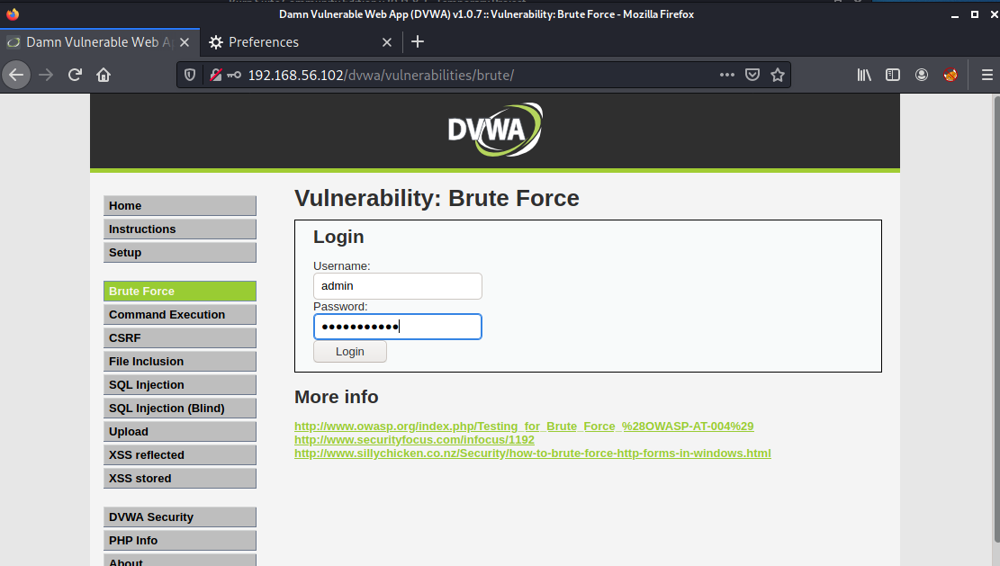 Damn Vulnerable Web App (DVWA) v1.0.7 :: Vulnerability: Brute Force - Mozilla Firefox
Damn Vulnerable Web Ap
Preferences
192.168.56.102/dvwa/vulnerabilities/brute/
DVWA
Home
Instructions
Setup
Brute Force
Command Execution
CSRF
File Inclusion
SQL Injection
SQL Injection (Blind)
Upload
XSS reflected
XSS stored
DVWA Security
PHP Info
About
Vulnerability: Brute Force
Login
Username:
admin
Password:
•••••••••••
Login
More info
http://www.owasp.org/index.php/Testing_for_Brute_Force_%28OWASP-AT-004%29
http://www.securityfocus.com/infocus/1192
http://www.sillychicken.co.nz/Security/how-to-brute-force-http-forms-in-windows.html